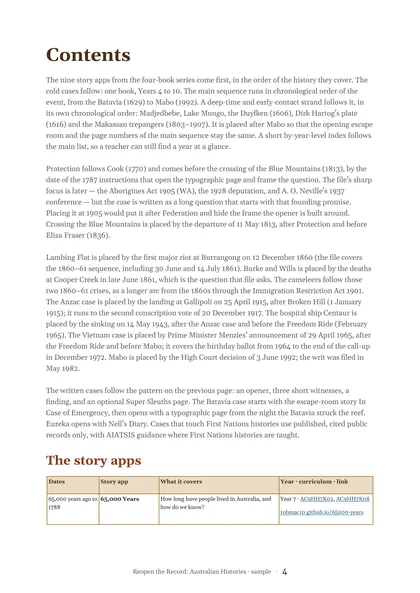 Contents
The nine story apps from the four-book series come first, in the order of the history they cover. The
cold cases follow: one book, Years 4 to 10. The main sequence runs in chronological order of the
event, from the Batavia (1629) to Mabo (1992). A deep-time and early-contact strand follows it, in
its own chronological order: Madjedbebe, Lake Mungo, the Duyfken (1606), Dirk Hartog's plate
(1616) and the Makassan trepangers (1803–1907). It is placed after Mabo so that the opening escape
room and the page numbers of the main sequence stay the same. A short by-year-level index follows
the main list, so a teacher can still find a year at a glance.
Protection follows Cook (1770) and comes before the crossing of the Blue Mountains (1813), by the
date of the 1787 instructions that open the typographic page and frame the question. The file's sharp
focus is later — the Aborigines Act 1905 (WA), the 1928 deputation, and A. O. Neville's 1937
conference — but the case is written as a long question that starts with that founding promise.
Placing it at 1905 would put it after Federation and hide the frame the opener is built around.
Crossing the Blue Mountains is placed by the departure of 11 May 1813, after Protection and before
Eliza Fraser (1836).
Lambing Flat is placed by the first major riot at Burrangong on 12 December 1860 (the file covers
the 1860–61 sequence, including 30 June and 14 July 1861). Burke and Wills is placed by the deaths
at Cooper Creek in late June 1861, which is the question that file asks. The cameleers follow those
two 1860–61 crises, as a longer arc from the 1860s through the Immigration Restriction Act 1901.
The Anzac case is placed by the landing at Gallipoli on 25 April 1915, after Broken Hill (1 January
1915); it runs to the second conscription vote of 20 December 1917. The hospital ship Centaur is
placed by the sinking on 14 May 1943, after the Anzac case and before the Freedom Ride (February
1965). The Vietnam case is placed by Prime Minister Menzies' announcement of 29 April 1965, after
the Freedom Ride and before Mabo; it covers the birthday ballot from 1964 to the end of the call-up
in December 1972. Mabo is placed by the High Court decision of 3 June 1992; the writ was filed in
May 1982.
The written cases follow the pattern on the previous page: an opener, three short witnesses, a
finding, and an optional Super Sleuths page. The Batavia case starts with the escape-room story In
Case of Emergency, then opens with a typographic page from the night the Batavia struck the reef.
Eureka opens with Nell's Diary. Cases that touch First Nations histories use published, cited public
records only, with AIATSIS guidance where First Nations histories are taught.
The story apps
Dates Story app What it covers Year · curriculum · link
65,000 years ago to 65,000 Years How long have people lived in Australia, and Year 7 · AC9HH7K02, AC9HH7K08
1788 how do we know?
robmac10.github.io/65000-years
Reopen the Record: Australian Histories · sample · 4